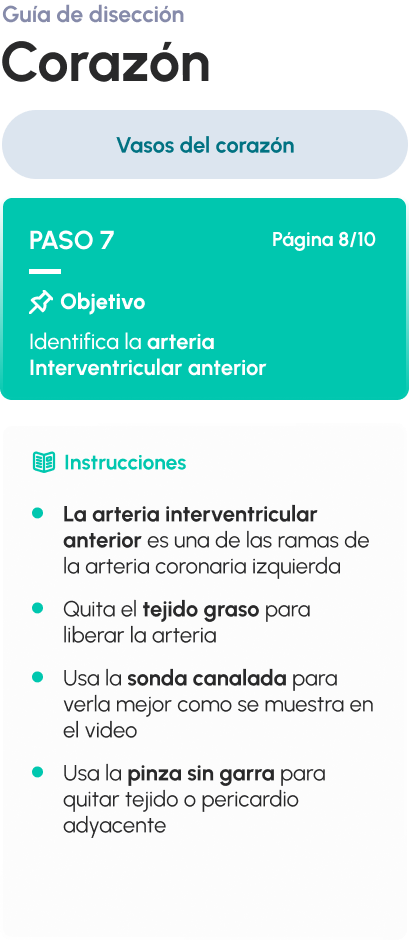 Guía de disección
Corazón
Vasos del corazón
PASO 7
Página 8/10
Objetivo
Identifica la arteria
Interventricular anterior
Instrucciones
La arteria interventricular
anterior es una de las ramas de
la arteria coronaria izquierda
Quita el tejido graso para
liberar la arteria
Usa la sonda canalada para
verla mejor como se muestra en
el video
Usa la pinza sin garra para
quitar tejido o pericardio
adyacente